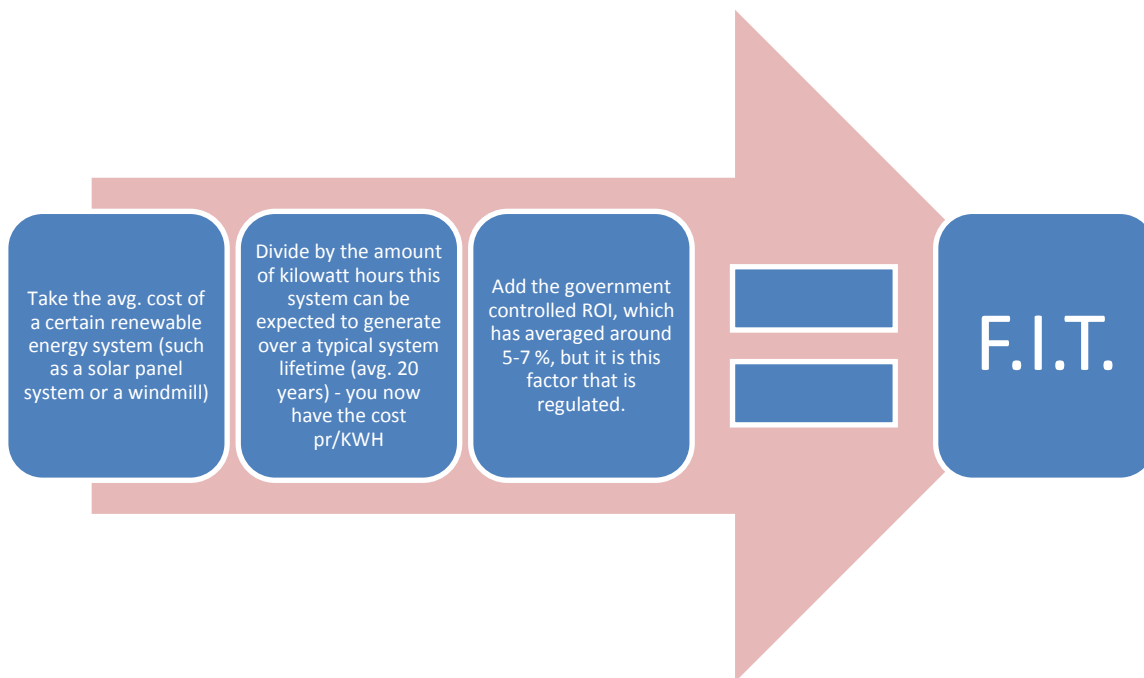 Take the avg. cost of
a certain renewable
energy system (such
as a solar panel
system or a windmill)
Divide by the amount
of kilowatt hours this
system can be
expected to generate
over a typical system
lifetime (avg. 20
years) - you now
have the cost
pr/KWH
Add the government
controlled ROI, which
has averaged around
5-7 %, but it is this
factor that is
regulated.
F.I.T.